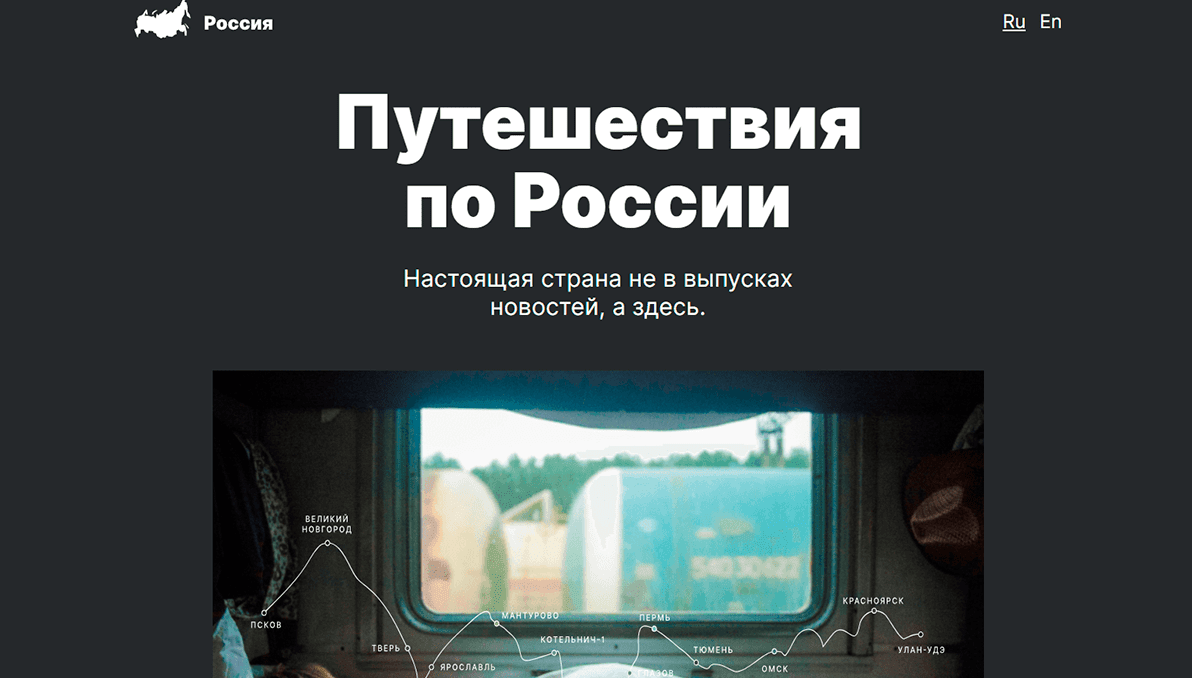 Россия
Ru En
Путешествия
по России
Настоящая страна не в выпусках
новостей, а здесь.
54030622
ВЕЛИКИЙ
НОВГОРОД
ПСКОВ
ТВЕРЬ
ЯРОСЛАВЛЬ
МАНТУРОВО
КОТЕЛЬНИЧ-1
ГЛАЗОВ
ПЕРМЬ
ТЮМЕНЬ
ОМСК
КРАСНОЯРСК
УЛАН-УДЭ